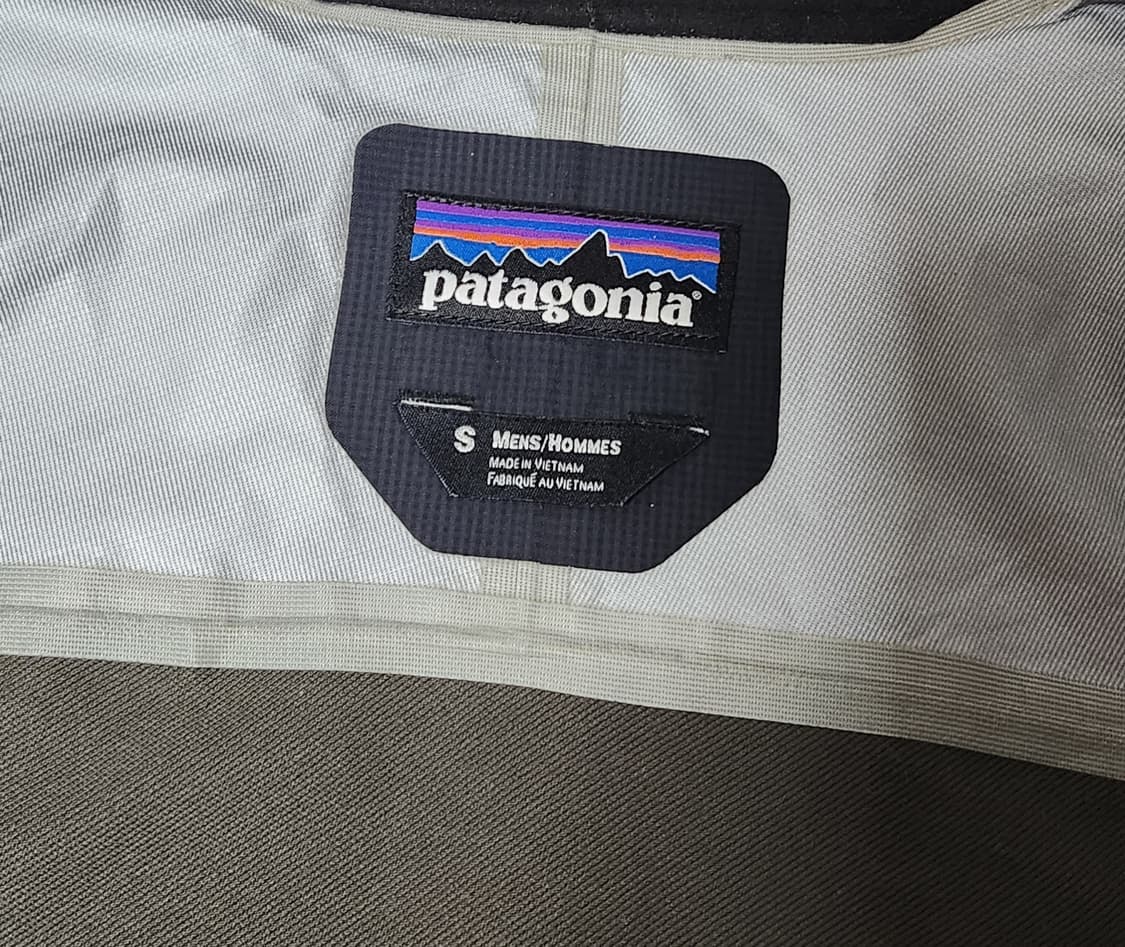 patagonia®
S MENS/HOMMES
MADE IN VIETNAM
FABRIQUÉ AU VIETNAM